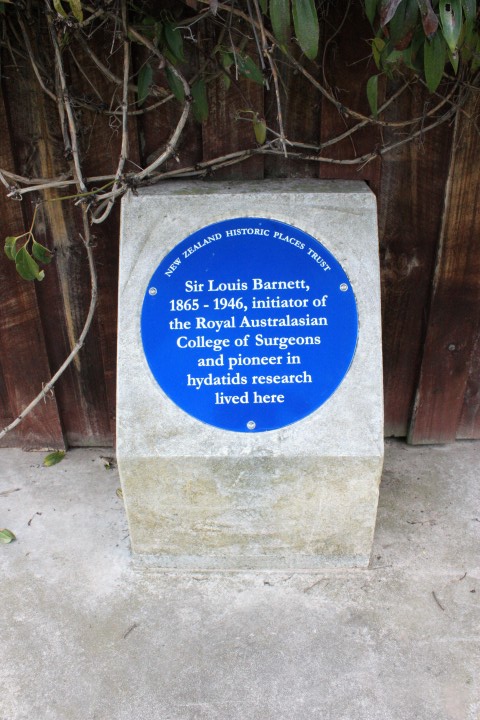 NEW ZEALAND HISTORIC PLACES TRUST
Sir Louis Barnett,
1865 - 1946, initiator of
the Royal Australasian
College of Surgeons
and pioneer in
hydatids research
lived here